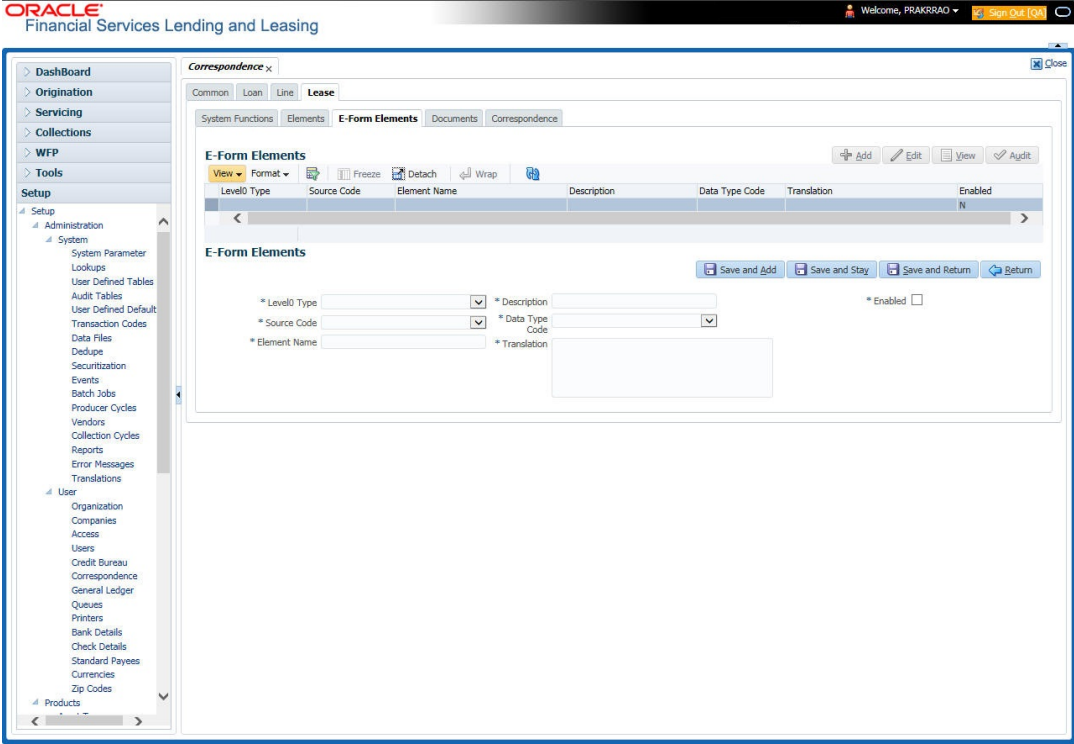 ORACLE
Financial Services Lending and Leasing
Welcome, PRAKRRAO
Sign Out [QA]
DashBoard
Origination
Servicing
Collections
WFP
Tools
Setup
Setup
Administration
System
System Parameter
Lookups
User Defined Tables
Audit Tables
User Defined Default
Transaction Codes
Data Files
Dedupe
Securitization
Events
Batch Jobs
Producer Cycles
Vendors
Collection Cycles
Reports
Error Messages
Translations
User
Organization
Companies
Access
Users
Credit Bureau
Correspondence
General Ledger
Queues
Printers
Bank Details
Check Details
Standard Payees
Currencies
Zip Codes
Products
Correspondence x
Close
Common Loan Line Lease
System Functions Elements E-Form Elements Documents Correspondence
E-Form Elements
Add Edit View Audit
View Format Freeze Detach Wrap
Level0 Type Source Code Element Name Description Data Type Code Translation Enabled
N
E-Form Elements
Save and Add Save and Stay Save and Return Return
* Level0 Type * Description * Enabled
* Source Code * Data Type Code
* Element Name * Translation